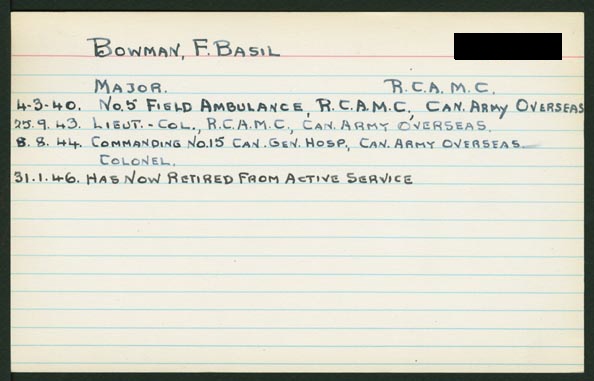 BOWMAN, F. BASIL
MAJOR. R.C.A.M.C.
4-3-40. No.5 FIELD AMBULANCE, R.C.A.M.C., CAN. ARMY OVERSEAS
25.9.43. LIEUT.-COL., R.C.A.M.C., CAN. ARMY OVERSEAS.
8.8.44. COMMANDING No.15 CAN. GEN. HOSP., CAN. ARMY OVERSEAS.
COLONEL.
31.1.46. HAS NOW RETIRED FROM ACTIVE SERVICE